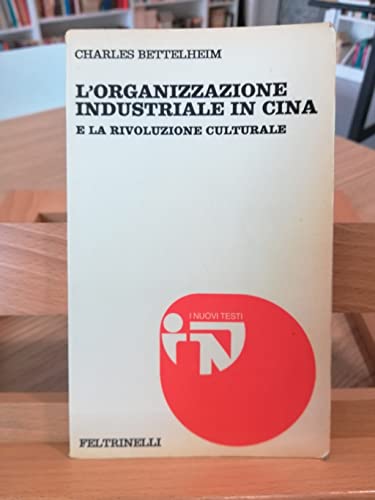 CHARLES BETTELHEIM
L'ORGANIZZAZIONE
INDUSTRIALE IN CINA
E LA RIVOLUZIONE CULTURALE
I NUOVI TESTI
FELTRINELLI